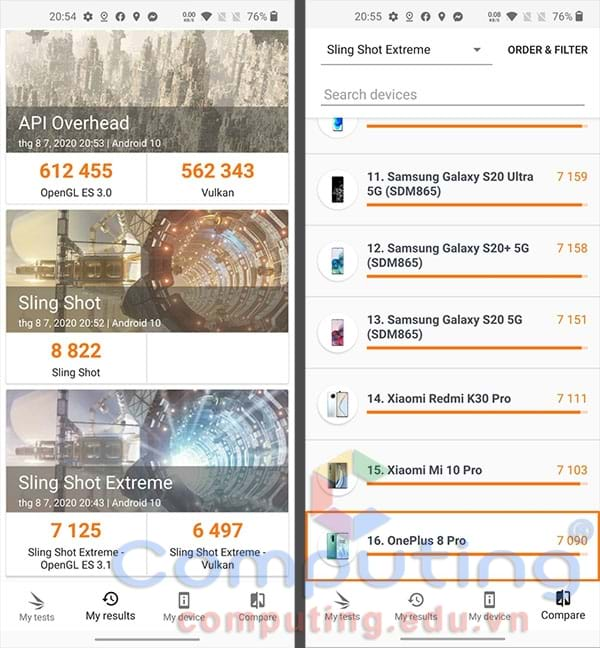 20:54
0.00
KB/S
76%
API Overhead
thg 8 7, 2020 20:53 | Android 10
612 455
562 343
OpenGL ES 3.0
Vulkan
Sling Shot
thg 8 7, 2020 20:52 | Android 10
8 822
Sling Shot
Sling Shot Extreme
thg 8 7, 2020 20:43 | Android 10
7 125
6 497
Sling Shot Extreme -
OpenGL ES 3.1
Sling Shot Extreme -
Vulkan
My tests
My results
My device
Compare
20:55
0.08
KB/S
76%
Sling Shot Extreme
ORDER & FILTER
Search devices
11. Samsung Galaxy S20 Ultra
5G (SDM865)
7 159
12. Samsung Galaxy S20+ 5G
(SDM865)
7 158
13. Samsung Galaxy S20 5G
(SDM865)
7 151
14. Xiaomi Redmi K30 Pro
7 111
15. Xiaomi Mi 10 Pro
7 103
16. OnePlus 8 Pro
7 090
My tests
My results
My device
Compare
Computing
computing.edu.vn